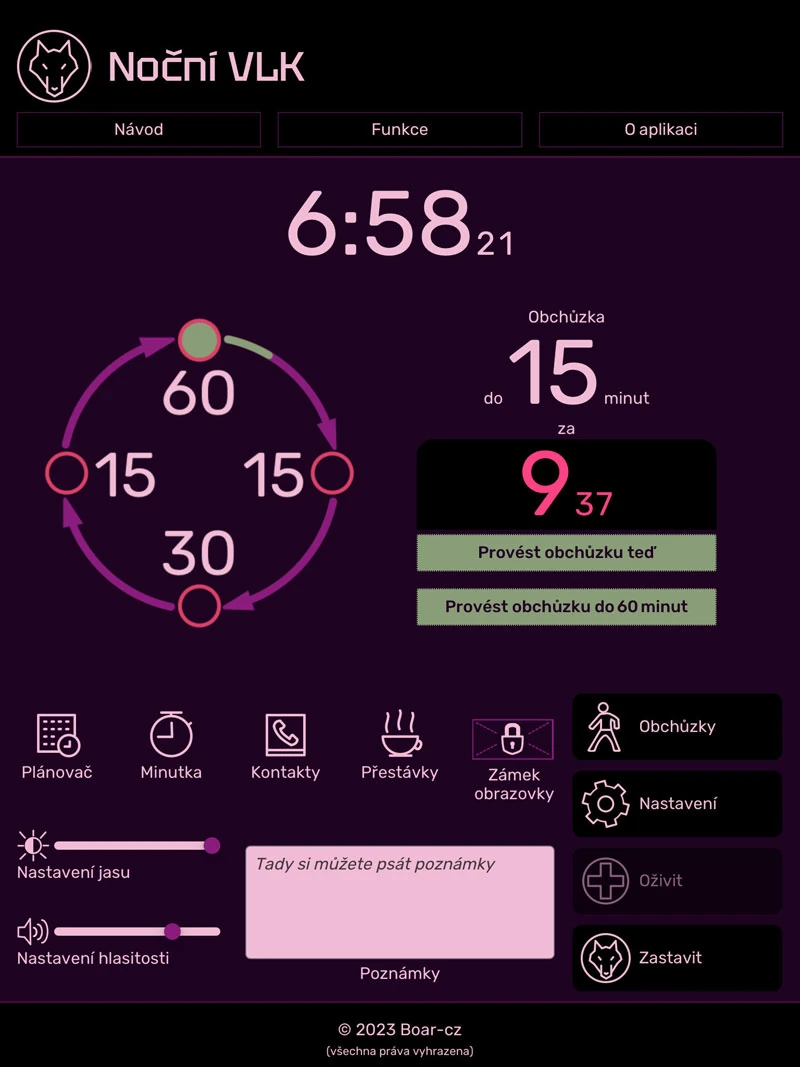 Noční VLK
Návod
Funkce
O aplikaci
6:58 21
Obchůzka
do 15 minut
za
9 37
Provést obchůzku teď
Provést obchůzku do 60 minut
60
15
15
30
Plánovač
Minutka
Kontakty
Přestávky
Zámek
obrazovky
Obchůzky
Nastavení
Oživit
Zastavit
Nastavení jasu
Nastavení hlasitosti
Tady si můžete psát poznámky
Poznámky
© 2023 Boar-cz
(všechna práva vyhrazena)